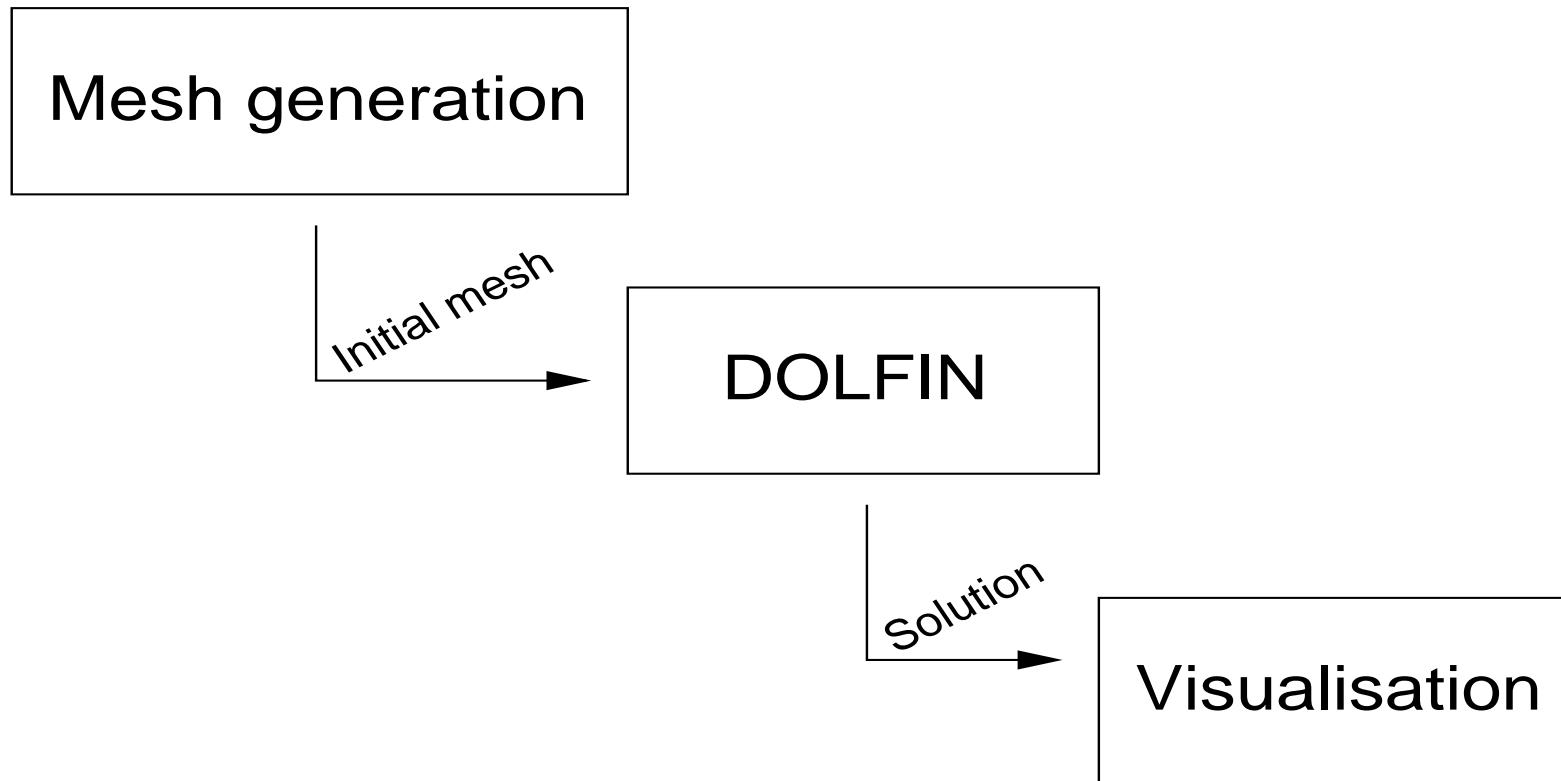 Mesh generation
Initial mesh
DOLFIN
Solution
Visualisation